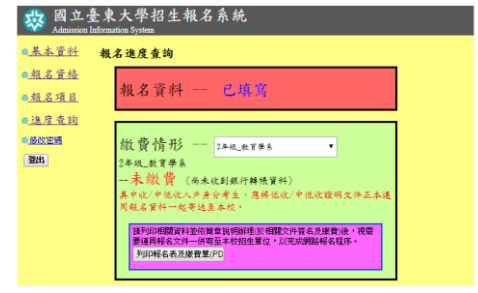 國立臺東大學招生報名系統
Admission Information System
基本資料
報名資格
報名項目
進度查詢
修改密碼
登出
報名進度查詢
報名資料 -- 已填寫
繳費情形 -- 2年級_教育學系
2年級_教育學系
--未繳費 (尚未收到銀行轉帳資料)
具中收/中低收入戶身分考生,應將低收/中低收證明文件正本連
同報名資料一起寄送至本校。
請列印相關資料並依簡章說明辦理(於相關文件簽名及繳費)後,視需
要連同報名文件一併寄至本校招生單位,以完成網路報名程序。
列印報名表及繳費單(PD